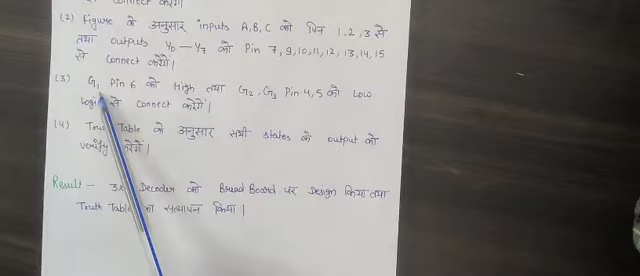 connect करेंगे।
(2) Figure के अनुसार inputs A,B,C को पिन 1,2,3 से
तथा outputs Y0 — Y7 को Pin 7,9,10,11,12,13,14,15
से Connect करेंगे।
(3) G1 Pin 6 को High तथा G2, G3 Pin 4,5 को Low
Logic से Connect करेंगे।
(4) Truth Table के अनुसार सभी states के output को
verify करेंगे।
Result – Decoder को Bread Board पर Design किया तथा
Truth Table का सत्यापन किया।